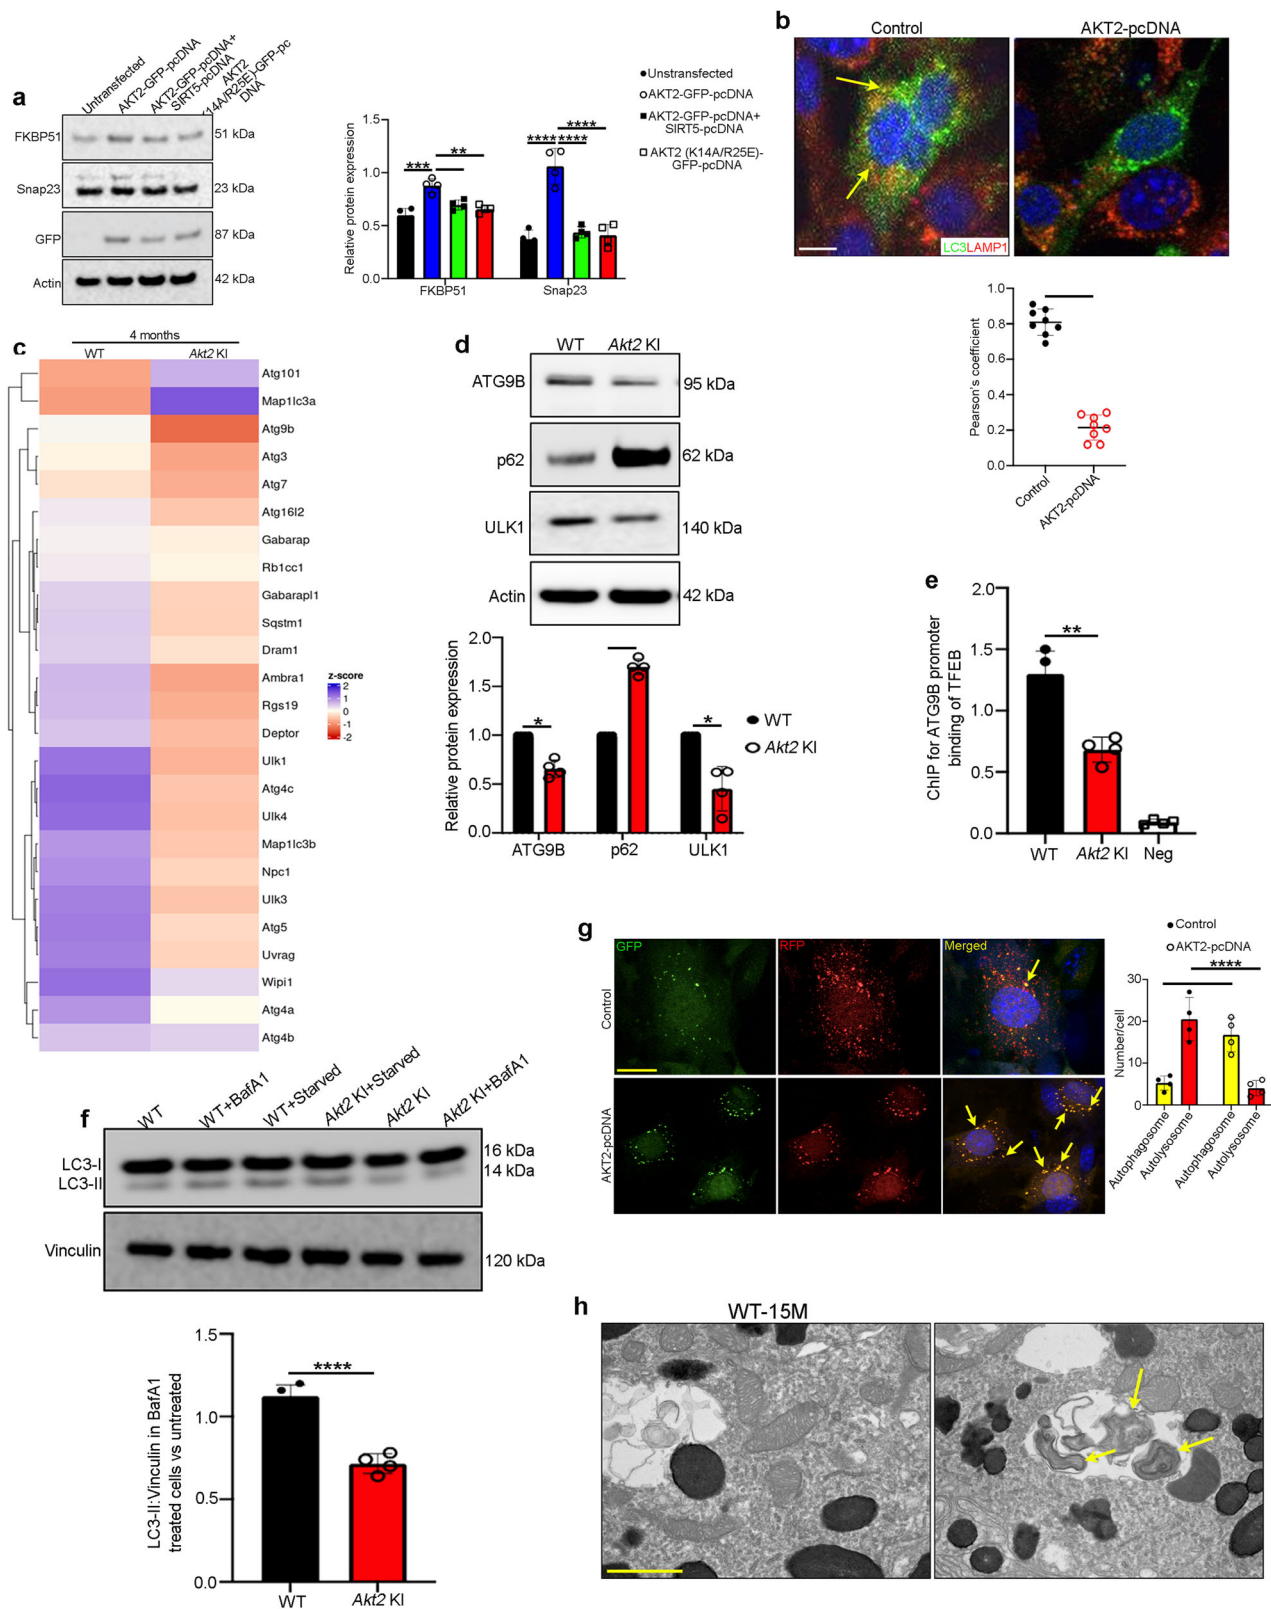 a
Untransfected
AKT2-GFP-pcDNA
AKT2-GFP-pcDNA+
SIRT5-pcDNA
AKT2
K14A/R25E)-GFP-pc
DNA
FKBP51
51 kDa
Snap23
23 kDa
GFP
87 kDa
Actin
42 kDa
Unstransfected
AKT2-GFP-pcDNA
AKT2-GFP-pcDNA+
SIRT5-pcDNA
AKT2 (K14A/R25E)-
GFP-pcDNA
Relative protein expression
1.5
1.0
0.5
0.0
*** ** **** **** ****
FKBP51
Snap23
b
Control
AKT2-pcDNA
LC3LAMP1
Pearson's coefficient
1.0
0.8
0.6
0.4
0.2
0.0
Control
AKT2-pcDNA
c
4 months
WT
Akt2 KI
Atg101
Map1lc3a
Atg9b
Atg3
Atg7
Atg16l2
Gabarap
Rb1cc1
Gabarapl1
Sqstm1
Dram1
Ambra1
Rgs19
Deptor
Ulk1
Atg4c
Ulk4
Map1lc3b
Npc1
Ulk3
Atg5
Uvrag
Wipi1
Atg4a
Atg4b
z-score
2
1
0
-1
-2
d
WT
Akt2 KI
ATG9B
95 kDa
p62
62 kDa
ULK1
140 kDa
Actin
42 kDa
Relative protein expression
2.0
1.5
1.0
0.5
0.0
* *
ATG9B
p62
ULK1
WT
Akt2 KI
e
ChIP for ATG9B promoter
binding of TFEB
2.0
1.5
1.0
0.5
0.0
**
WT
Akt2 KI
Neg
f
WT
WT+BafA1
WT+Starved
Akt2 KI+Starved
Akt2 KI
Akt2 KI+BafA1
LC3-I
LC3-II
16 kDa
14 kDa
Vinculin
120 kDa
LC3-II:Vinculin in BafA1
treated cells vs untreated
1.5
1.0
0.5
0.0
****
WT
Akt2 KI
g
GFP
RFP
Merged
Control
AKT2-pcDNA
Control
AKT2-pcDNA
****
Number/cell
30
20
10
0
Autophagosome
Autolysosome
Autophagosome
Autolysosome
h
WT-15M